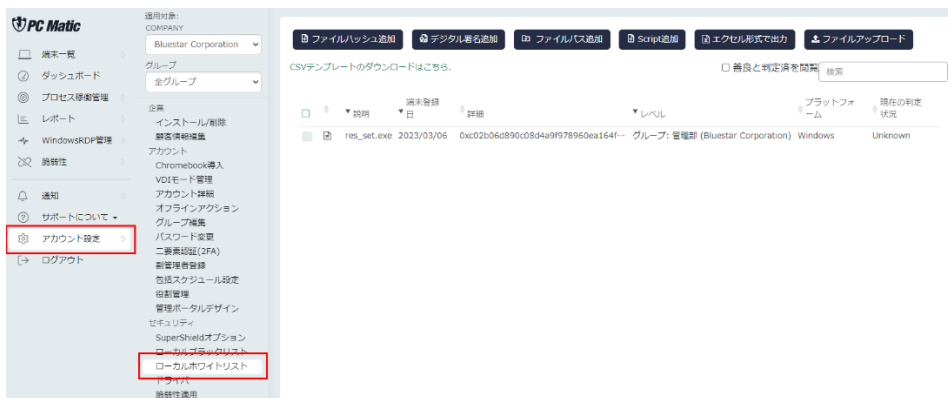 PC Matic
端末一覧
ダッシュボード
プロセス稼働管理
レポート
WindowsRDP管理
脆弱性
通知
サポートについて
アカウント設定
ログアウト
適用対象:
COMPANY
Bluestar Corporation
グループ
全グループ
企業
インストール/削除
顧客情報編集
アカウント
Chromebook導入
VDIモード管理
アカウント詳細
オフラインアクション
グループ編集
パスワード変更
二要素認証(2FA)
副管理者登録
包括スケジュール設定
役割管理
管理ポータルデザイン
セキュリティ
SuperShieldオプション
ローカルブラックリスト
ローカルホワイトリスト
ドライバ
脆弱性適用
ファイルハッシュ追加 デジタル署名追加 ファイルパス追加 Script追加 エクセル形式で出力 ファイルアップロード
CSVテンプレートのダウンロードはこちら.
善良と判定済を閲覧 検索
説明 端末登録日 詳細 レベル プラットフォーム 現在の判定状況
res_set.exe 2023/03/06 0xc02b06d890c08d4a9f978960ea164f… グループ: 管理部 (Bluestar Corporation) Windows Unknown